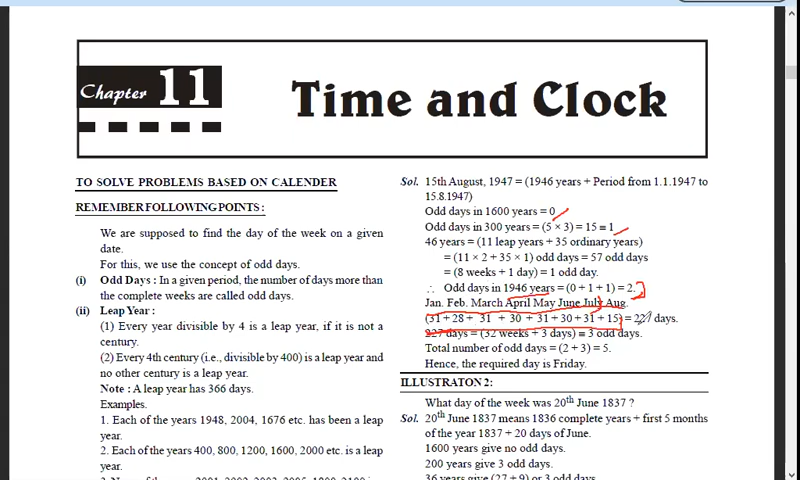 Chapter 11
Time and Clock
TO SOLVE PROBLEMS BASED ON CALENDER
REMEMBER FOLLOWING POINTS :
We are supposed to find the day of the week on a given
date.
For this, we use the concept of odd days.
(i) Odd Days : In a given period, the number of days more than
the complete weeks are called odd days.
(ii) Leap Year :
(1) Every year divisible by 4 is a leap year, if it is not a
century.
(2) Every 4th century (i.e., divisible by 400) is a leap year and
no other century is a leap year.
Note : A leap year has 366 days.
Examples.
1. Each of the years 1948, 2004, 1676 etc. has been a leap
year.
2. Each of the years 400, 800, 1200, 1600, 2000 etc. is a leap
year.
Sol. 15th August, 1947 = (1946 years + Period from 1.1.1947 to
15.8.1947)
Odd days in 1600 years = 0
Odd days in 300 years = (5 × 3) = 15 ≡ 1
46 years = (11 leap years + 35 ordinary years)
= (11 × 2 + 35 × 1) odd days = 57 odd days
= (8 weeks + 1 day) = 1 odd day.
∴ Odd days in 1946 years = (0 + 1 + 1) = 2.
Jan. Feb. March April May June July Aug.
(31 + 28 + 31 + 30 + 31 + 30 + 31 + 15) = 227 days.
227 days = (32 weeks + 3 days) ≡ 3 odd days.
Total number of odd days = (2 + 3) = 5.
Hence, the required day is Friday.
ILLUSTRATON 2:
What day of the week was 20th June 1837 ?
Sol. 20th June 1837 means 1836 complete years + first 5 months
of the year 1837 + 20 days of June.
1600 years give no odd days.
200 years give 3 odd days.
36 years give (27 + 9) or 3 odd days.